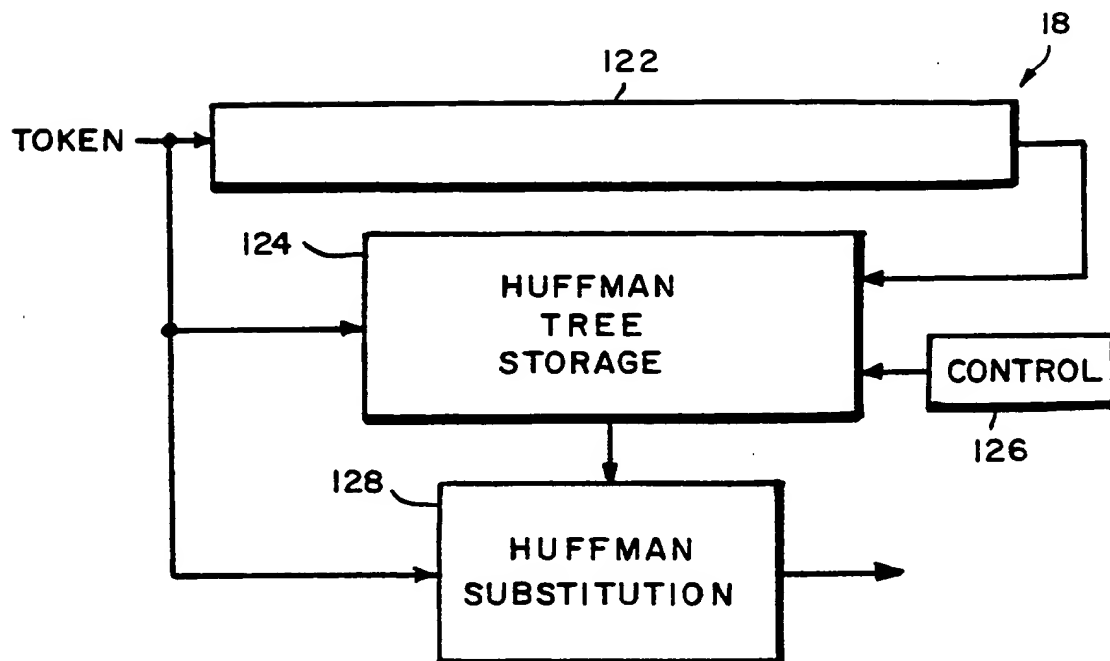 18
122
TOKEN
124
HUFFMAN
TREE
STORAGE
CONTROL
126
128
HUFFMAN
SUBSTITUTION